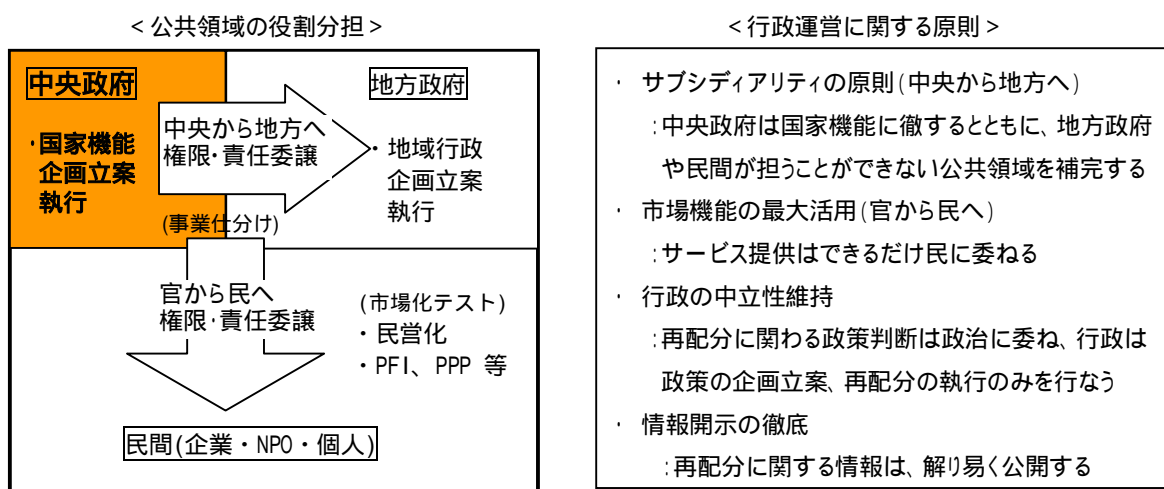 <公共領域の役割分担>
中央政府
・国家機能
企画立案
執行
中央から地方へ
権限・責任委譲
地方政府
・地域行政
企画立案
執行
(事業仕分け)
官から民へ
権限・責任委譲
(市場化テスト)
・民営化
・PFI、PPP 等
民間(企業・NPO・個人)
<行政運営に関する原則>
・ サブシディアリティの原則(中央から地方へ)
:中央政府は国家機能に徹するとともに、地方政府
や民間が担うことができない公共領域を補完する
・ 市場機能の最大活用(官から民へ)
:サービス提供はできるだけ民に委ねる
・ 行政の中立性維持
:再配分に関わる政策判断は政治に委ね、行政は
政策の企画立案、再配分の執行のみを行なう
・ 情報開示の徹底
:再配分に関する情報は、解り易く公開する